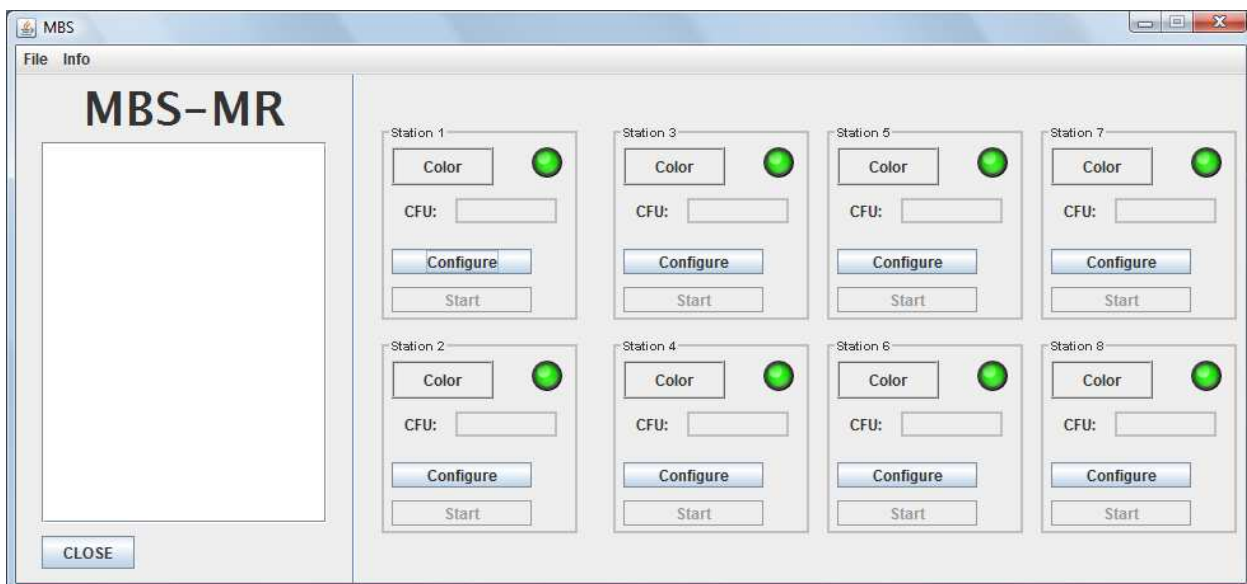 MBS
File Info
MBS-MR
CLOSE
Station 1
Color
CFU:
Configure
Start
Station 3
Color
CFU:
Configure
Start
Station 5
Color
CFU:
Configure
Start
Station 7
Color
CFU:
Configure
Start
Station 2
Color
CFU:
Configure
Start
Station 4
Color
CFU:
Configure
Start
Station 6
Color
CFU:
Configure
Start
Station 8
Color
CFU:
Configure
Start